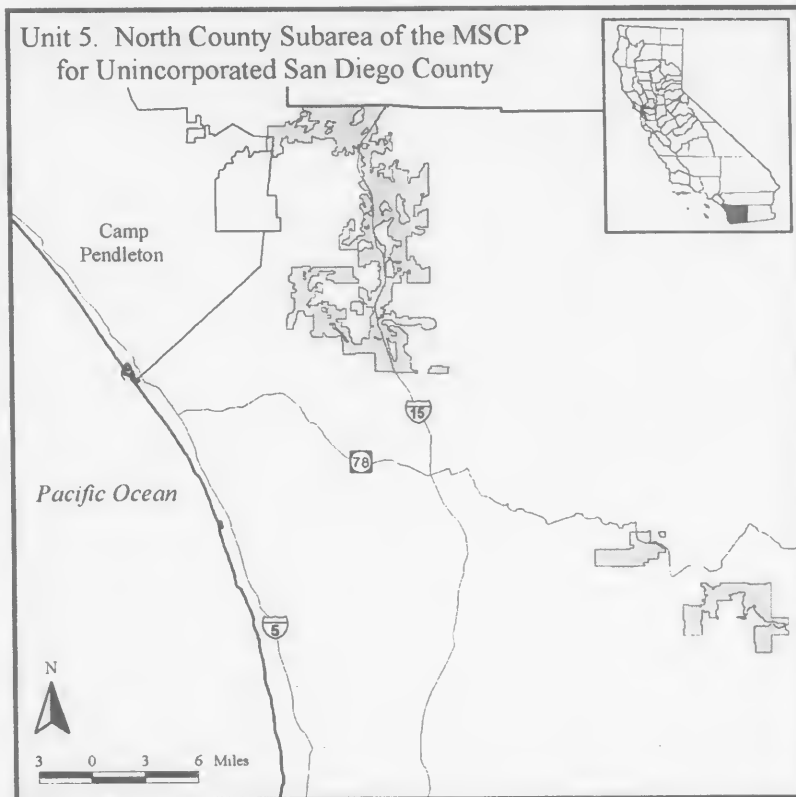 Unit 5. North County Subarea of the MSCP
for Unincorporated San Diego County
Camp
Pendleton
15
78
Pacific Ocean
5
N
3 0 3 6 Miles